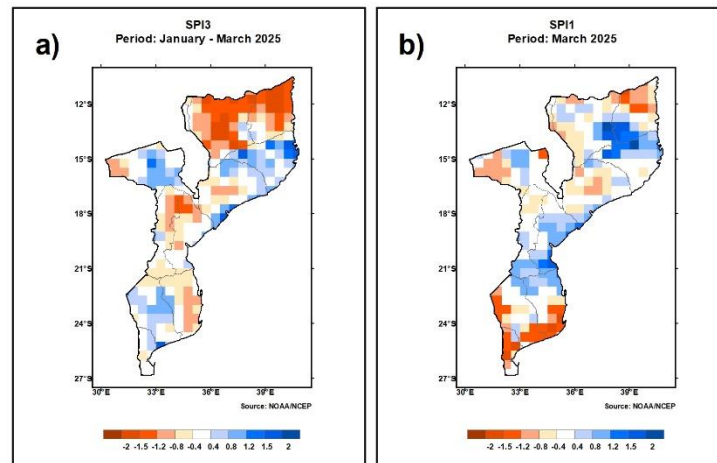 a)
SPI3
Period: January - March 2025
12°S
15°S
18°S
21°S
24°S
27°S
30°E
33°E
36°E
39°E
Source: NOAA/NCEP
-2 -1.5 -1.2 -0.8 -0.4 0.4 0.8 1.2 1.5 2
b)
SPI1
Period: March 2025
12°S
15°S
18°S
21°S
24°S
27°S
30°E
33°E
36°E
39°E
Source: NOAA/NCEP
-2 -1.5 -1.2 -0.8 -0.4 0.4 0.8 1.2 1.5 2